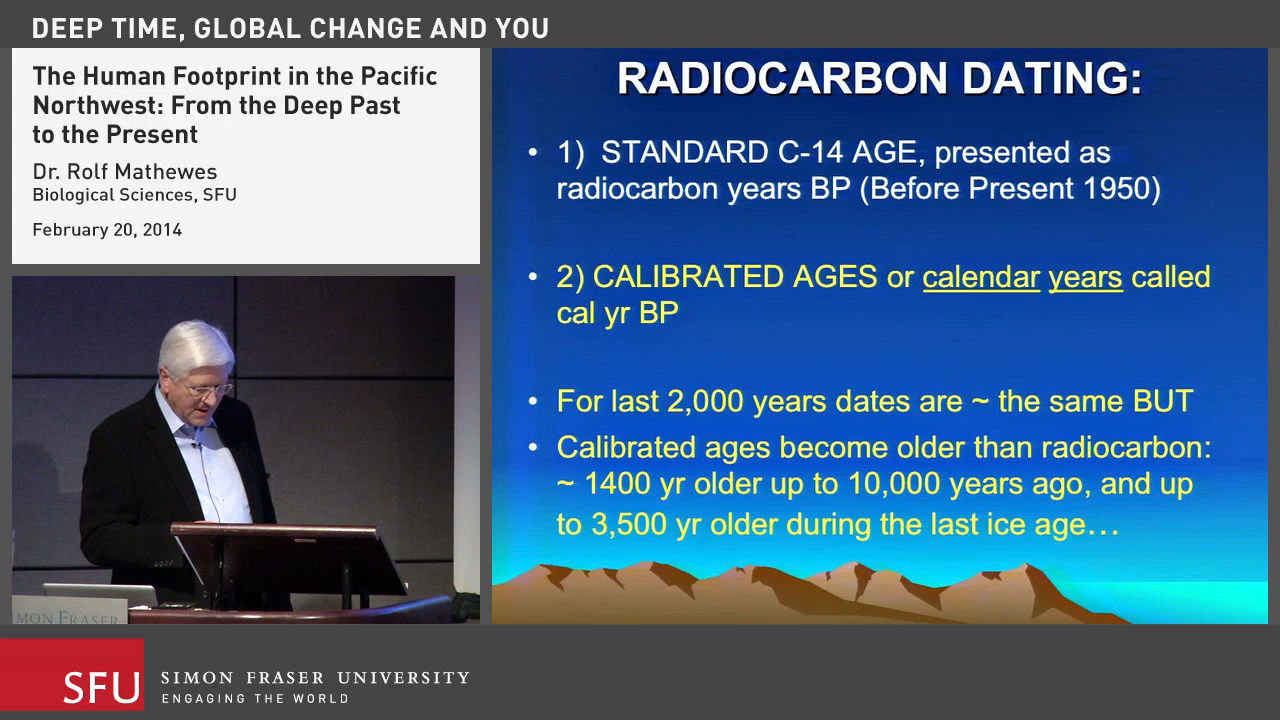 DEEP TIME, GLOBAL CHANGE AND YOU
The Human Footprint in the Pacific
Northwest: From the Deep Past
to the Present
Dr. Rolf Mathewes
Biological Sciences, SFU
February 20, 2014
RADIOCARBON DATING:
• 1) STANDARD C-14 AGE, presented as
radiocarbon years BP (Before Present 1950)
• 2) CALIBRATED AGES or calendar years called
cal yr BP
• For last 2,000 years dates are ~ the same BUT
• Calibrated ages become older than radiocarbon:
~ 1400 yr older up to 10,000 years ago, and up
to 3,500 yr older during the last ice age…
IMON FRASER
SFU
SIMON FRASER UNIVERSITY
ENGAGING THE WORLD